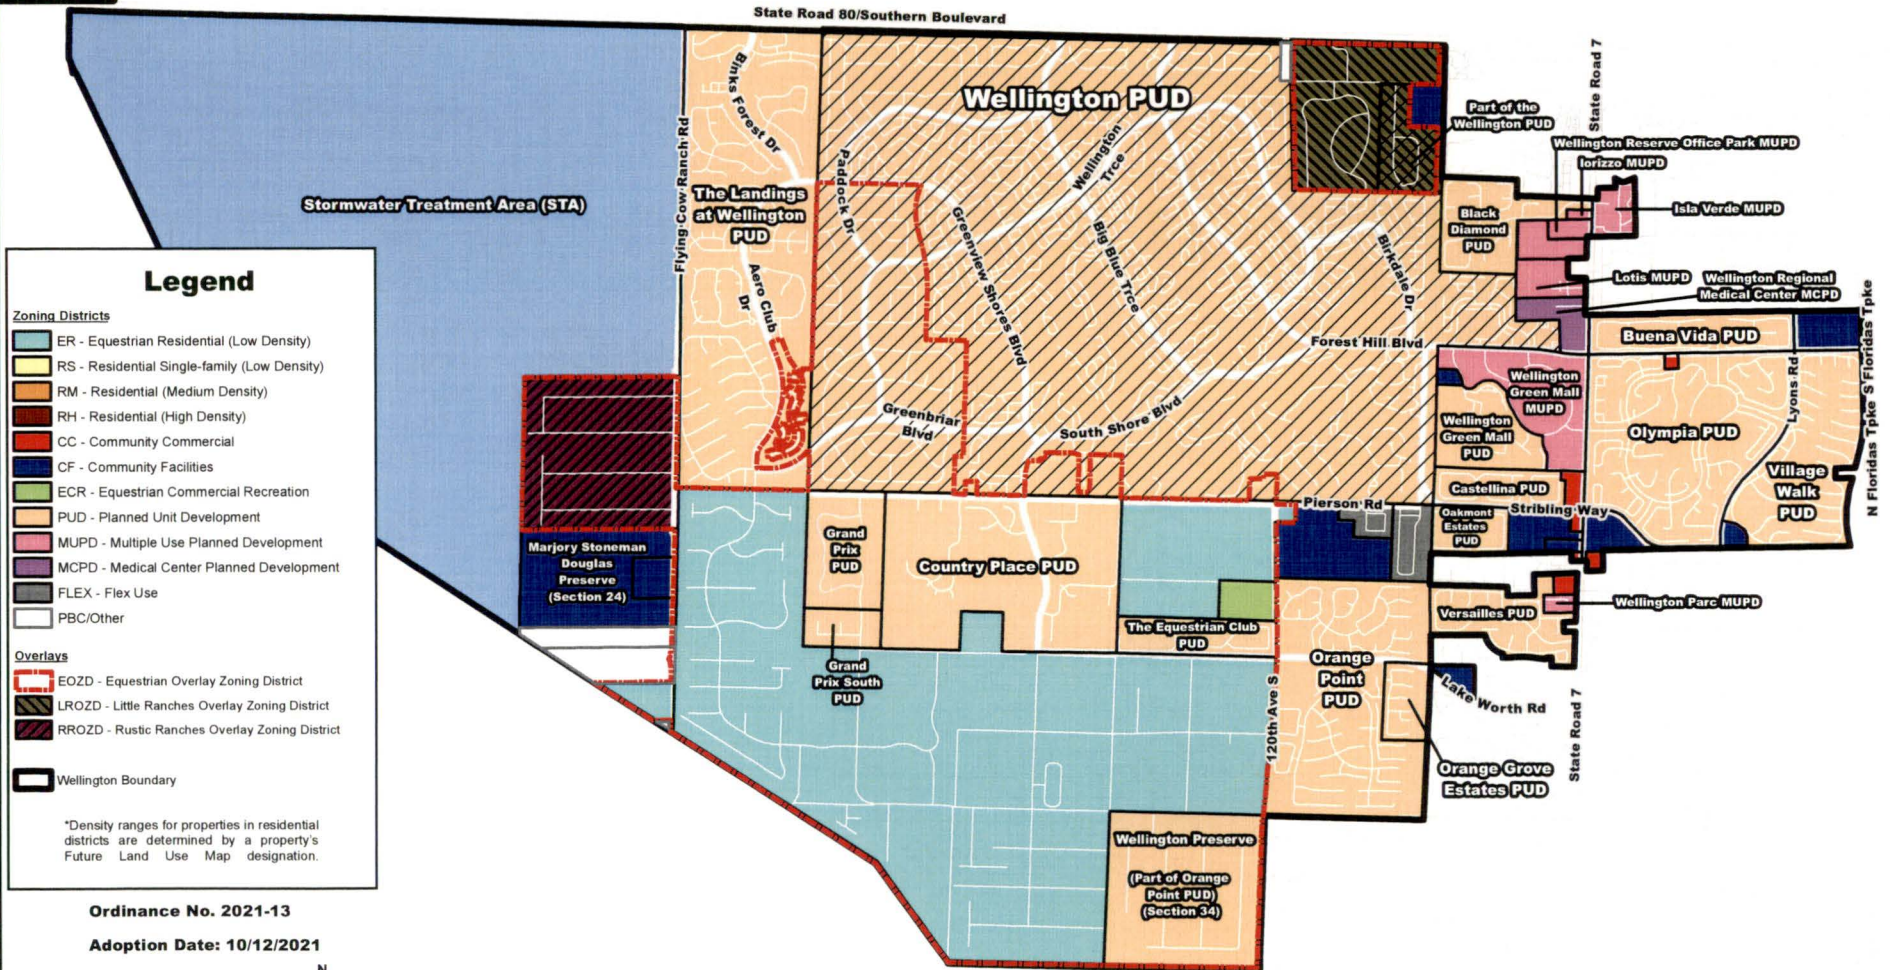 State Road 80/Southern Boulevard
Binks Forest Dr
Wellington PUD
State Road 7
Part of the
Wellington PUD
Wellington Reserve Office Park MUPD
Iorizzo MUPD
Isla Verde MUPD
Black
Diamond
PUD
Stormwater Treatment Area (STA)
Flying Cow Ranch Rd
The Landings
at Wellington
PUD
Paddock Dr
Wellington
Trce
Greenview Shores Blvd
Big Blue Trce
Birkdale Dr
Aero Club
Dr
Lotis MUPD
Wellington Regional
Medical Center MCPD
Forest Hill Blvd
Buena Vida PUD
N Floridas Tpke S Floridas Tpke
Lyons Rd
Wellington
Green Mall
MUPD
Wellington
Green Mall
PUD
Olympia PUD
Village
Walk
PUD
Greenbriar
Blvd
South Shore Blvd
Castellina PUD
Pierson Rd
Stribling Way
Oakmont
Estates
PUD
Marjory Stoneman
Douglas
Preserve
(Section 24)
Grand
Prix
PUD
Country Place PUD
The Equestrian Club
PUD
Versailles PUD
Wellington Parc MUPD
Grand
Prix South
PUD
Orange
Point
PUD
Lake Worth Rd
120th Ave S
State Road 7
Orange Grove
Estates PUD
Wellington Preserve
(Part of Orange
Point PUD)
(Section 34)
Legend
Zoning Districts
ER - Equestrian Residential (Low Density)
RS - Residential Single-family (Low Density)
RM - Residential (Medium Density)
RH - Residential (High Density)
CC - Community Commercial
CF - Community Facilities
ECR - Equestrian Commercial Recreation
PUD - Planned Unit Development
MUPD - Multiple Use Planned Development
MCPD - Medical Center Planned Development
FLEX - Flex Use
PBC/Other
Overlays
EOZD - Equestrian Overlay Zoning District
LROZD - Little Ranches Overlay Zoning District
RROZD - Rustic Ranches Overlay Zoning District
Wellington Boundary
*Density ranges for properties in residential
districts are determined by a property's
Future Land Use Map designation.
Ordinance No. 2021-13
Adoption Date: 10/12/2021
N